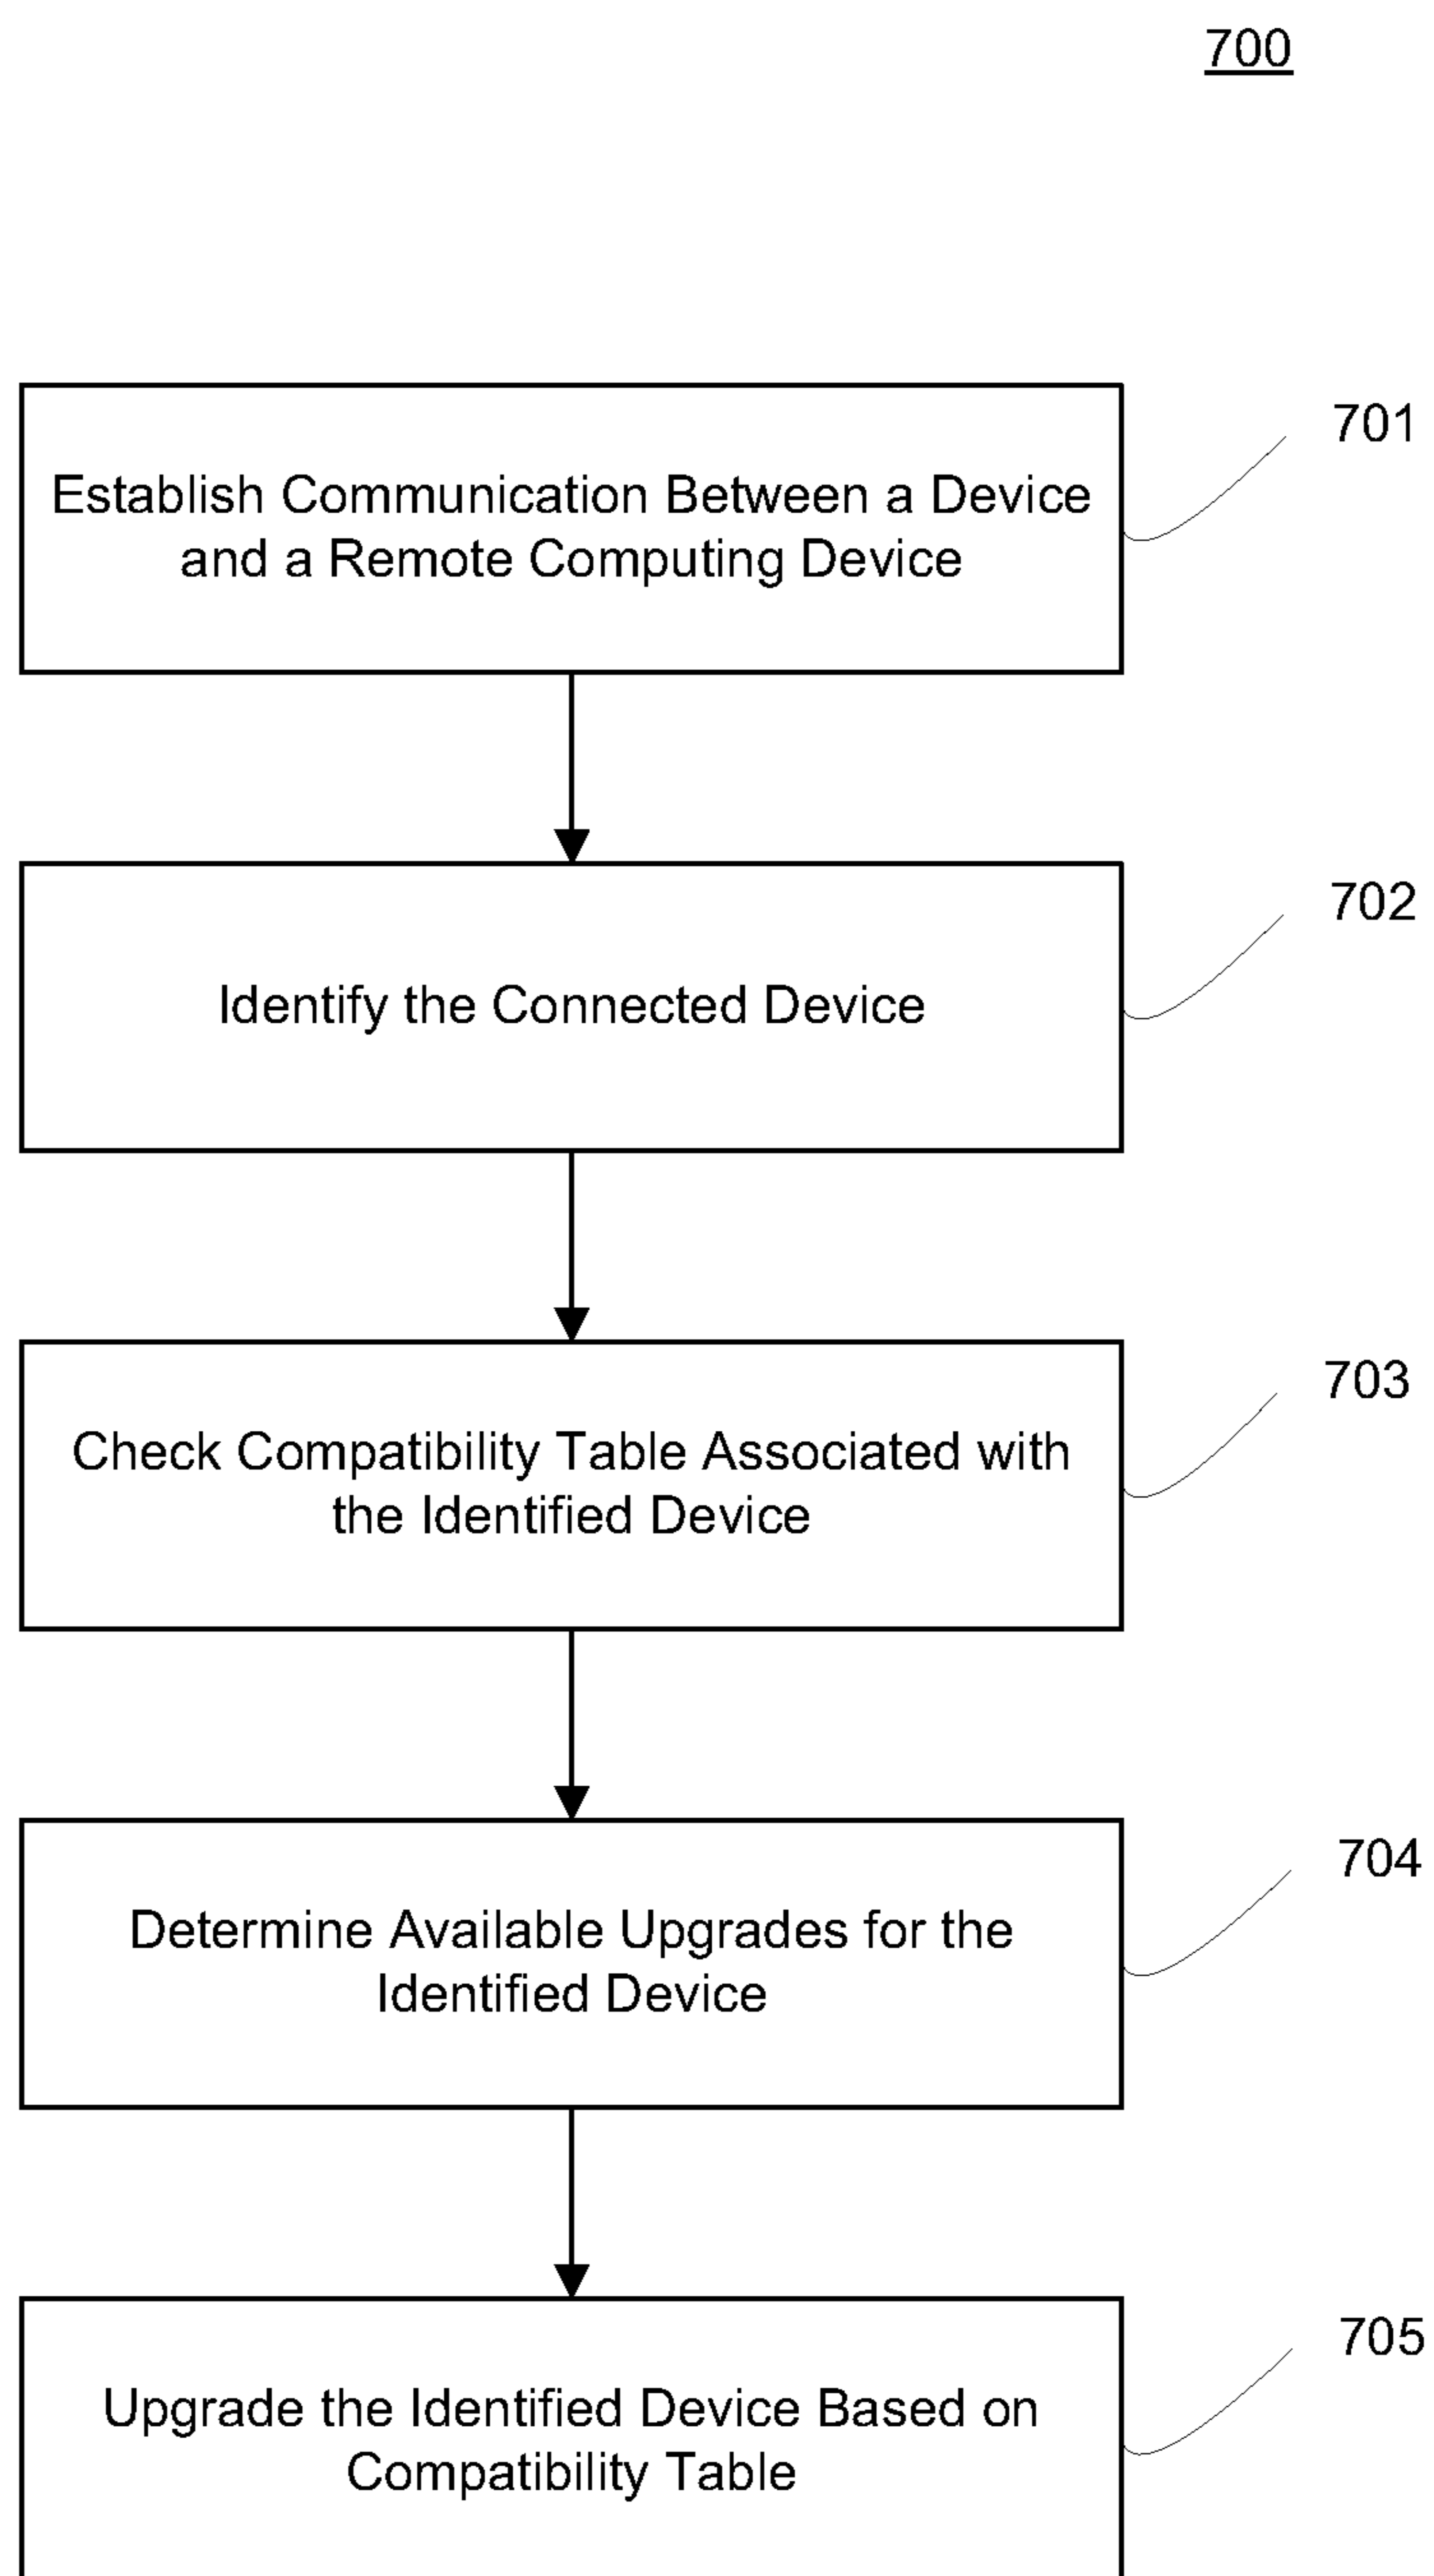 700
701
Establish Communication Between a Device
and a Remote Computing Device
702
Identify the Connected Device
703
Check Compatibility Table Associated with
the Identified Device
704
Determine Available Upgrades for the
Identified Device
705
Upgrade the Identified Device Based on
Compatibility Table